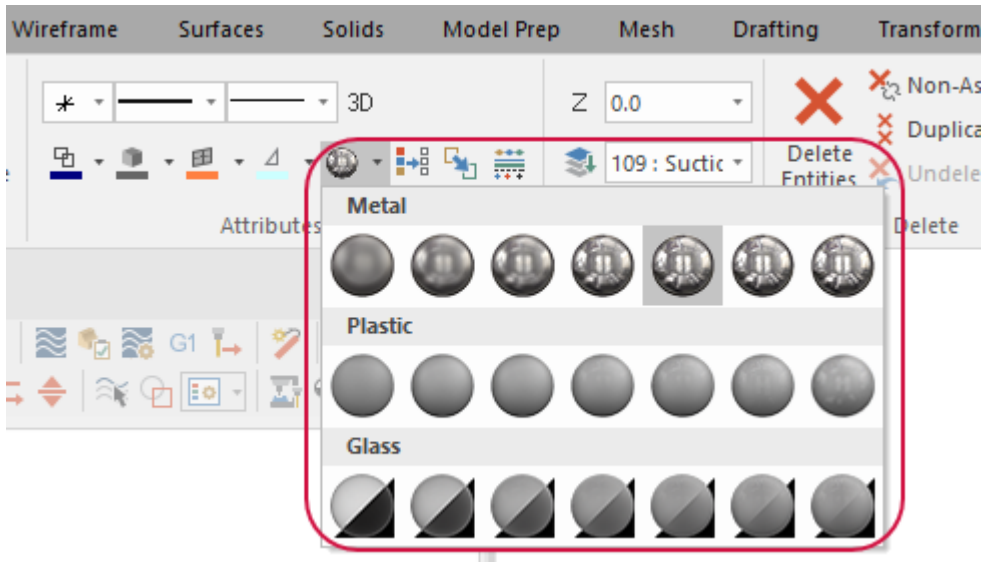 Wireframe Surfaces Solids Model Prep Mesh Drafting Transform
3D Z 0.0 Non-As
Duplica
109 : Suctic Delete
Entities Undele
Attributes Delete
Metal
G1
Plastic
Glass